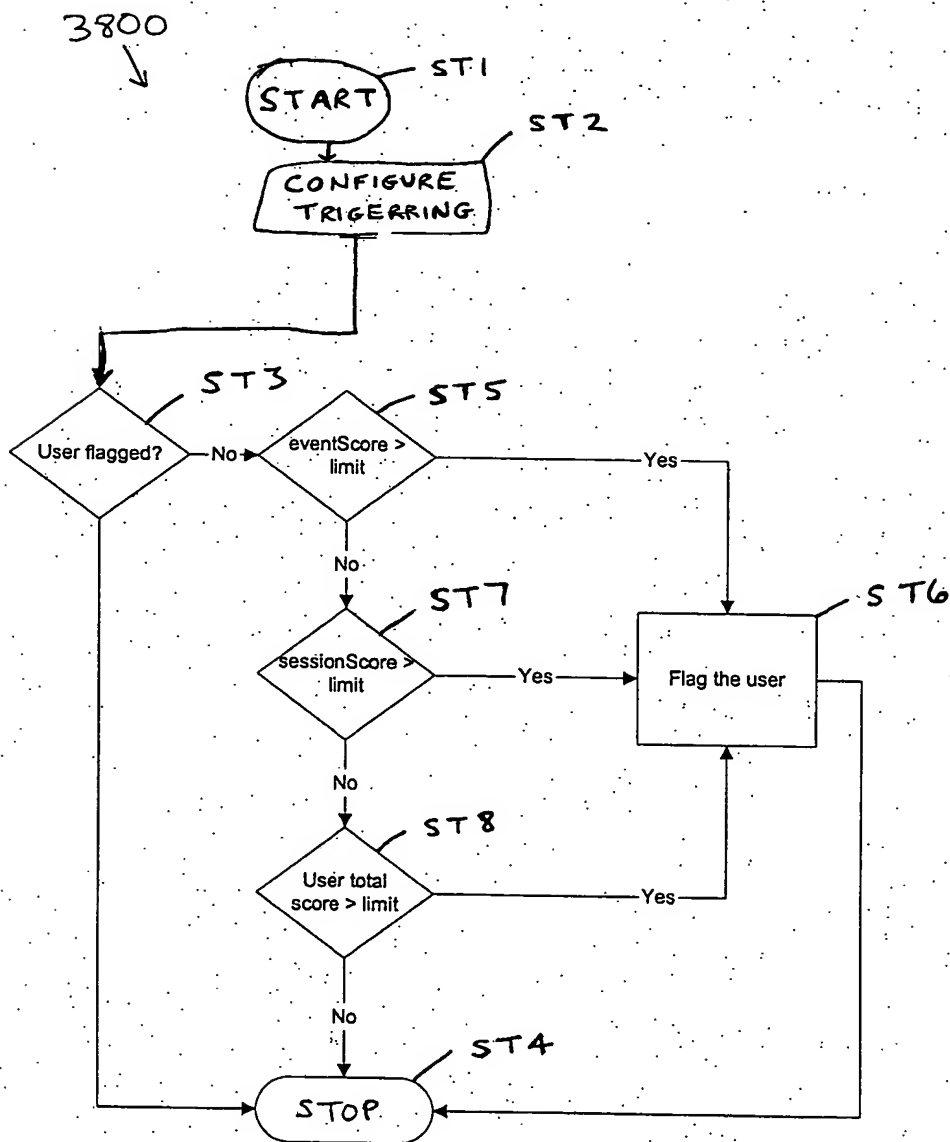 3800
ST1
START
ST2
CONFIGURE
TRIGERRING
ST3
ST5
User flagged?
No
eventScore >
limit
Yes
No
ST7
ST6
sessionScore >
limit
Yes
Flag the user
No
ST8
User total
score > limit
Yes
No
ST4
STOP